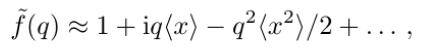 f̃(q) ≈ 1 + iq⟨x⟩ − q²⟨x²⟩/2 + … ,